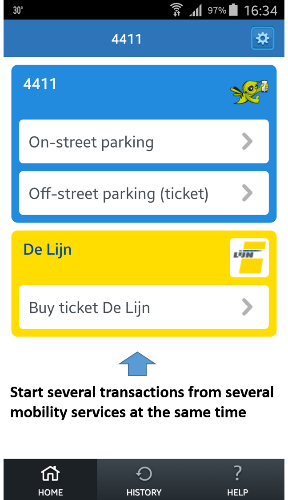 30° 97% 16:34
4411
4411
On-street parking
Off-street parking (ticket)
De Lijn
LIJN
Buy ticket De Lijn
Start several transactions from several
mobility services at the same time
HOME HISTORY HELP